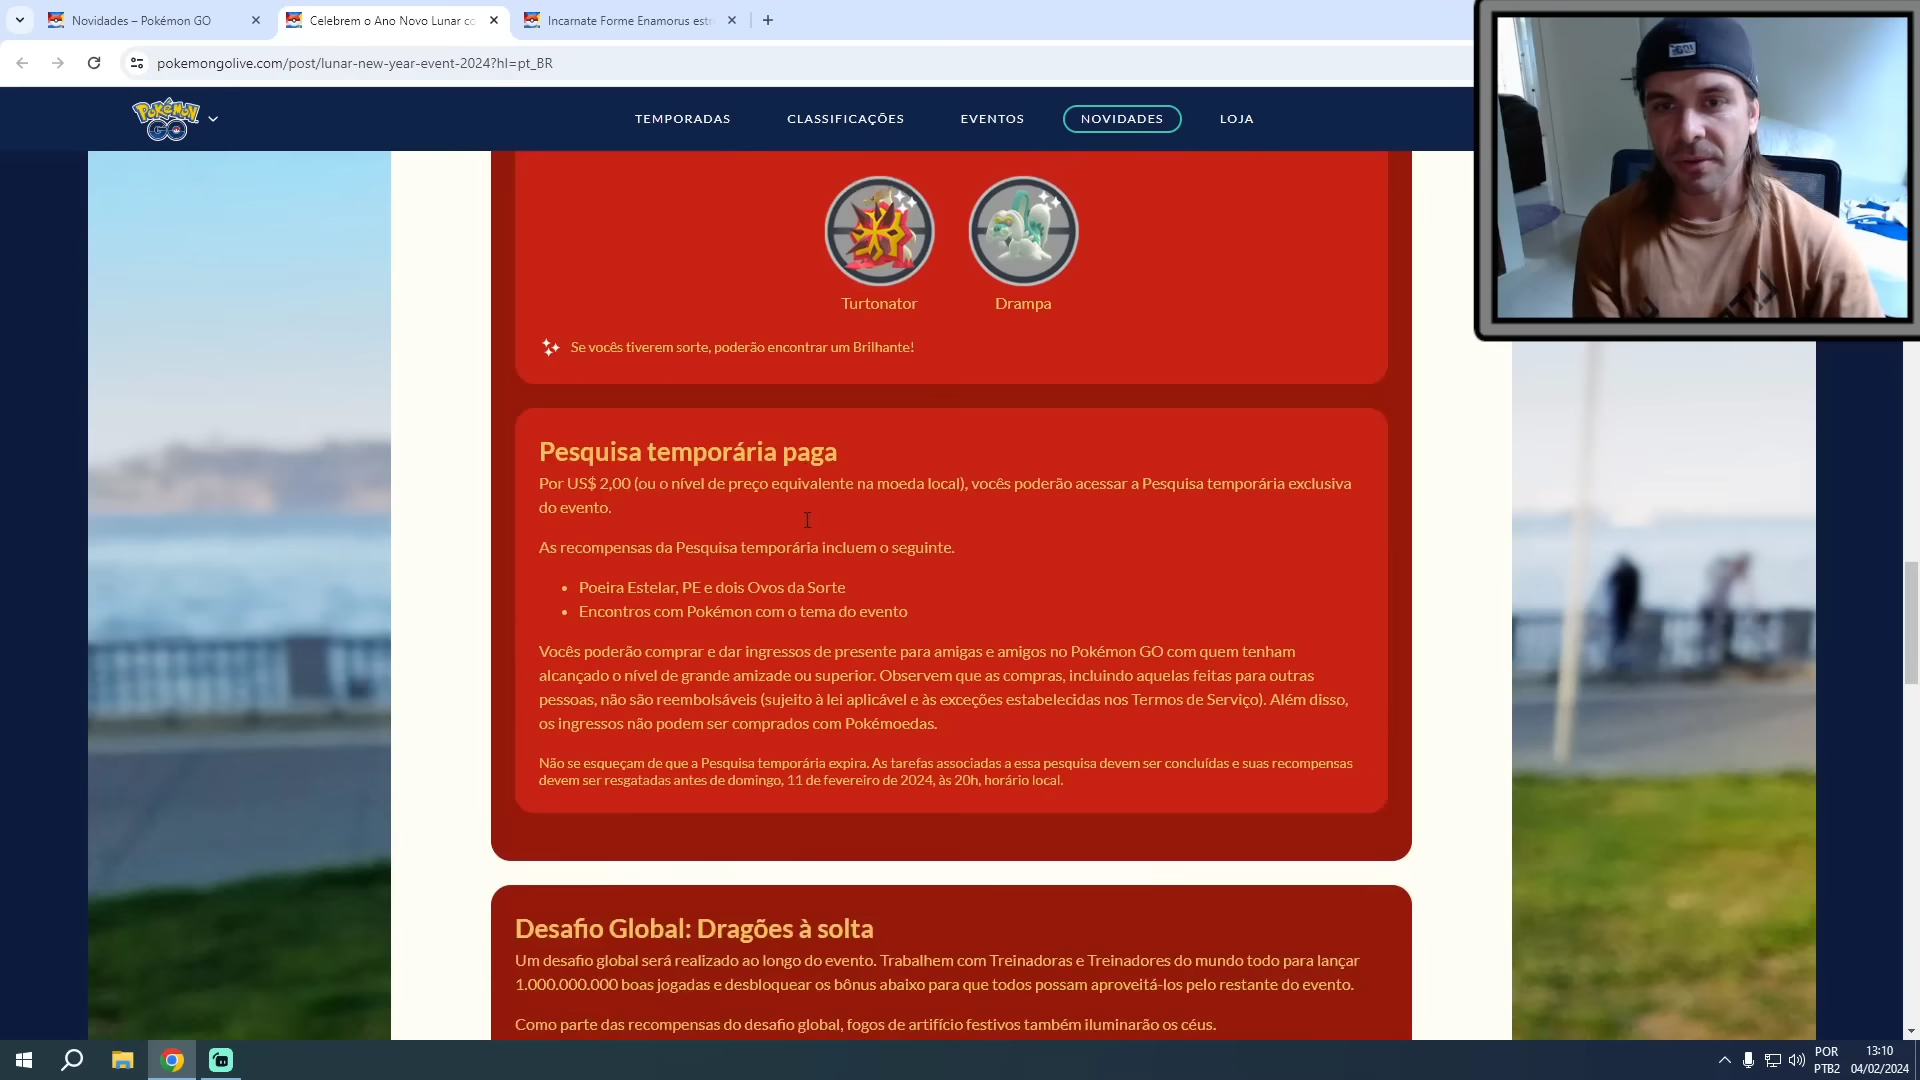 Novidades – Pokémon GO
Celebrem o Ano Novo Lunar co
Incarnate Forme Enamorus estr
pokemongolive.com/post/lunar-new-year-event-2024?hl=pt_BR
POKÉMON GO
TEMPORADAS
CLASSIFICAÇÕES
EVENTOS
NOVIDADES
LOJA
Turtonator
Drampa
Se vocês tiverem sorte, poderão encontrar um Brilhante!
Pesquisa temporária paga
Por US$ 2,00 (ou o nível de preço equivalente na moeda local), vocês poderão acessar a Pesquisa temporária exclusiva
do evento.
As recompensas da Pesquisa temporária incluem o seguinte.
• Poeira Estelar, PE e dois Ovos da Sorte
• Encontros com Pokémon com o tema do evento
Vocês poderão comprar e dar ingressos de presente para amigas e amigos no Pokémon GO com quem tenham
alcançado o nível de grande amizade ou superior. Observem que as compras, incluindo aquelas feitas para outras
pessoas, não são reembolsáveis (sujeito à lei aplicável e às exceções estabelecidas nos Termos de Serviço). Além disso,
os ingressos não podem ser comprados com Pokémoedas.
Não se esqueçam de que a Pesquisa temporária expira. As tarefas associadas a essa pesquisa devem ser concluídas e suas recompensas
devem ser resgatadas antes de domingo, 11 de fevereiro de 2024, às 20h, horário local.
Desafio Global: Dragões à solta
Um desafio global será realizado ao longo do evento. Trabalhem com Treinadoras e Treinadores do mundo todo para lançar
1.000.000.000 boas jogadas e desbloquear os bônus abaixo para que todos possam aproveitá-los pelo restante do evento.
Como parte das recompensas do desafio global, fogos de artifício festivos também iluminarão os céus.
POR
PTB2
13:10
04/02/2024